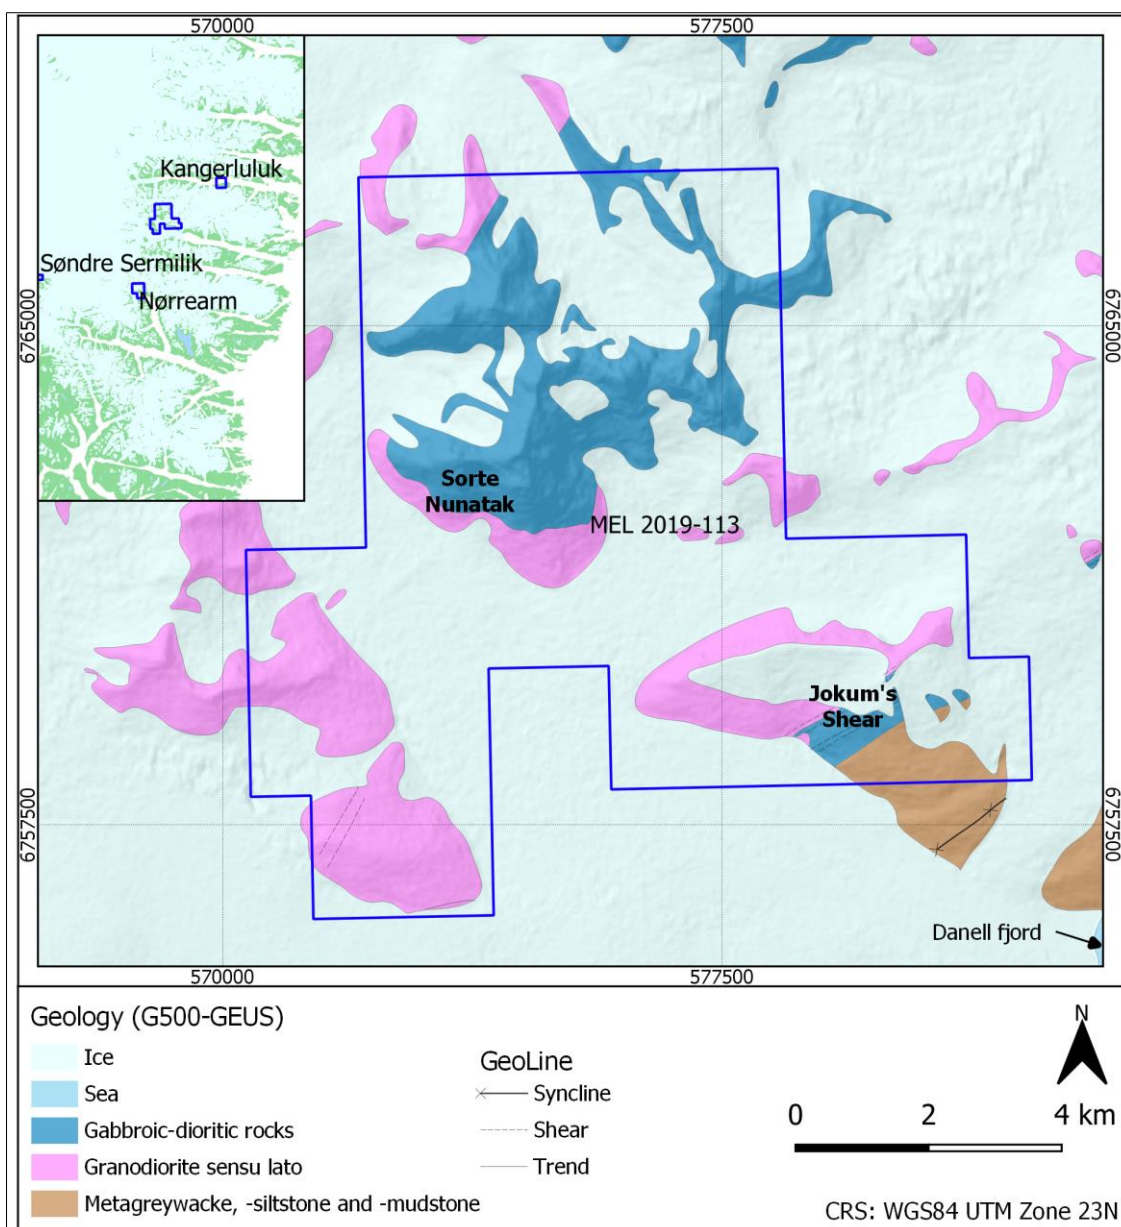 570000
577500
Kangerluluk
Søndre Sermilik
Nørrearm
6765000
6765000
Sorte
Nunatak
MEL 2019-113
Jokum's
Shear
6757500
6757500
Danell fjord
570000
577500
Geology (G500-GEUS)
Ice
Sea
Gabbroic-dioritic rocks
Granodiorite sensu lato
Metagreywacke, -siltstone and -mudstone
GeoLine
Syncline
Shear
Trend
N
0 2 4 km
CRS: WGS84 UTM Zone 23N